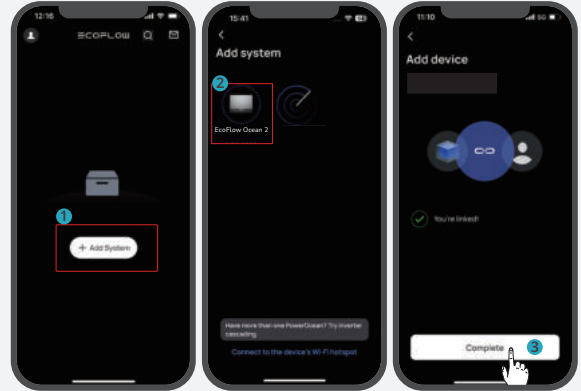 12:16
ECOFLOW
1
+ Add System
15:41
Add system
2
EcoFlow Ocean 2
Have more than one PowerOcean? Try inverter
cascading
Connect to the device's Wi-Fi hotspot
11:10
5G
Add device
You're linked!
Complete
3